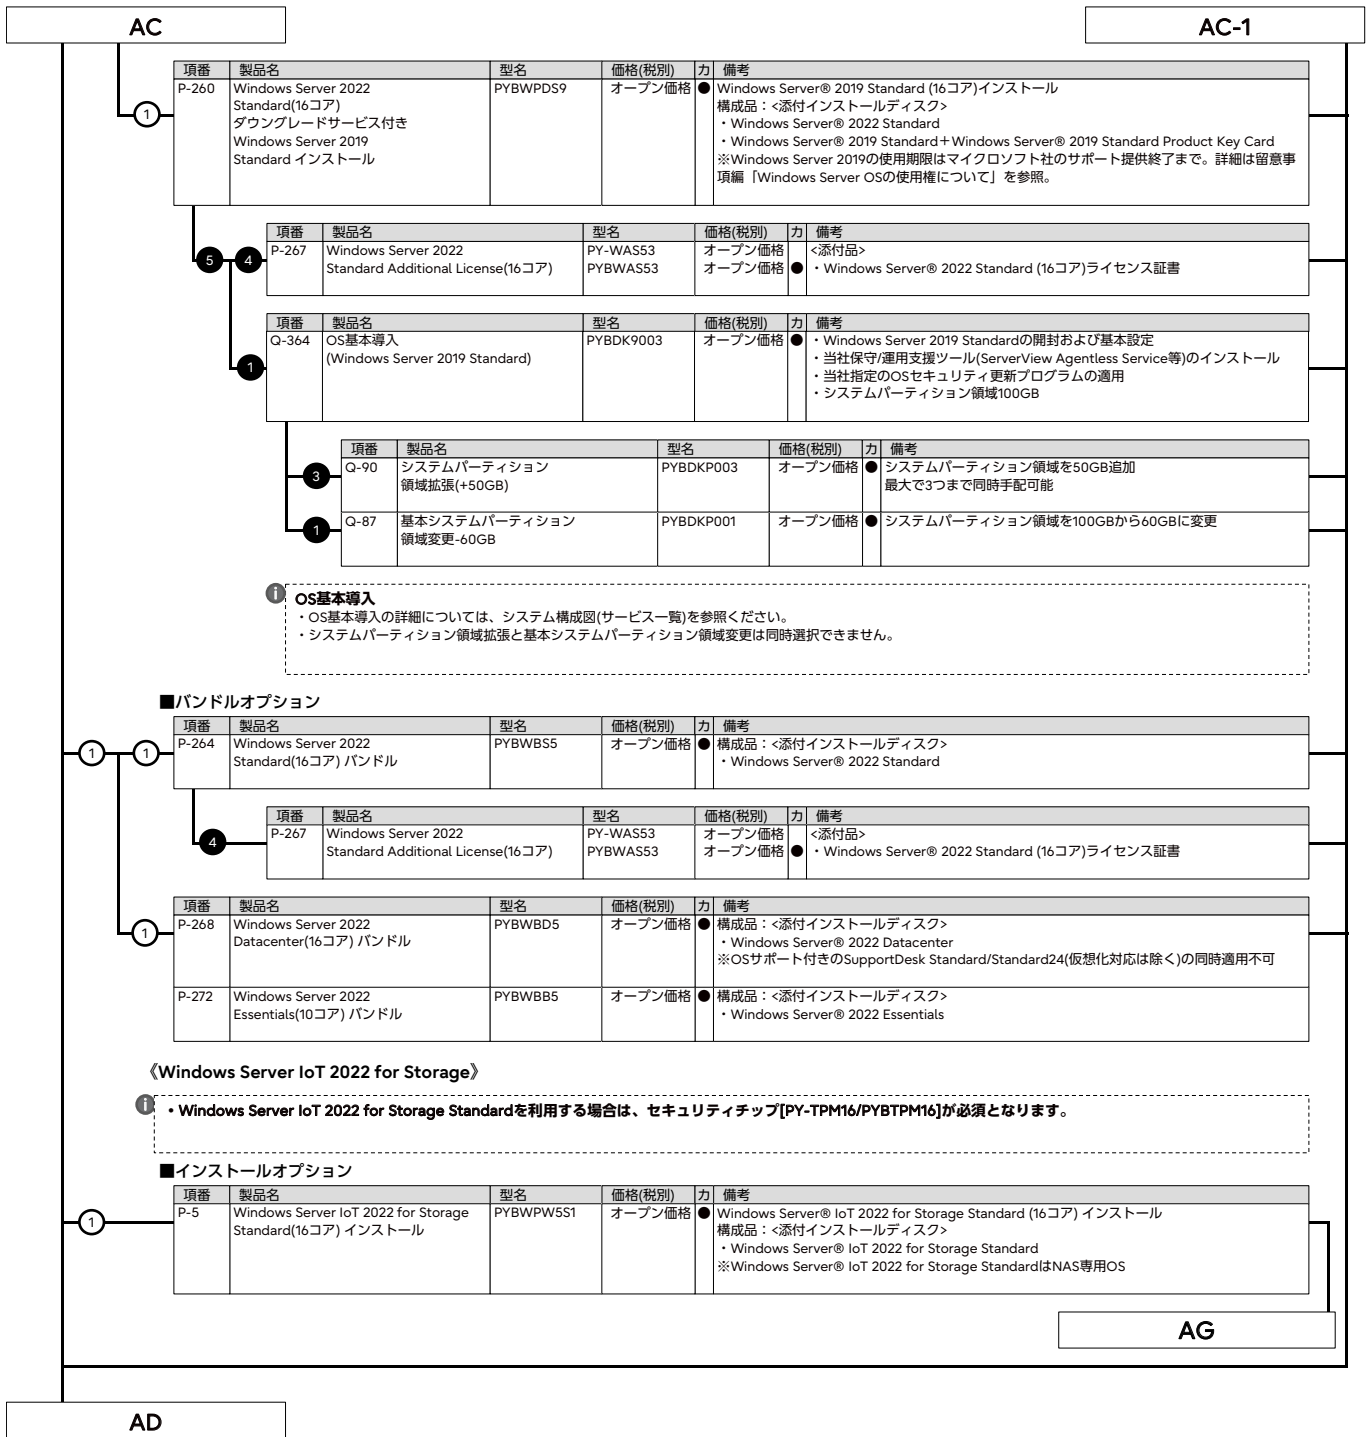 AC
AC-1
項番 製品名 型名 価格(税別) カ 備考
P-260 Windows Server 2022 PYBWPDS9 オープン価格 ● Windows Server® 2019 Standard (16コア)インストール
Standard(16コア) 構成品：<添付インストールディスク>
ダウングレードサービス付き ・Windows Server® 2022 Standard
Windows Server 2019 ・Windows Server® 2019 Standard＋Windows Server® 2019 Standard Product Key Card
Standard インストール ※Windows Server 2019の使用期限はマイクロソフト社のサポート提供終了まで。詳細は留意事
項編「Windows Server OSの使用権について」を参照。
1
項番 製品名 型名 価格(税別) カ 備考
5 4 P-267 Windows Server 2022 PY-WAS53 オープン価格 <添付品>
Standard Additional License(16コア) PYBWAS53 オープン価格 ● ・Windows Server® 2022 Standard (16コア)ライセンス証書
項番 製品名 型名 価格(税別) カ 備考
Q-364 OS基本導入 PYBDK9003 オープン価格 ● ・Windows Server 2019 Standardの開封および基本設定
(Windows Server 2019 Standard) ・当社保守/運用支援ツール(ServerView Agentless Service等)のインストール
1 ・当社指定のOSセキュリティ更新プログラムの適用
・システムパーティション領域100GB
項番 製品名 型名 価格(税別) カ 備考
3 Q-90 システムパーティション PYBDKP003 オープン価格 ● システムパーティション領域を50GB追加
領域拡張(+50GB) 最大で3つまで同時手配可能
1 Q-87 基本システムパーティション PYBDKP001 オープン価格 ● システムパーティション領域を100GBから60GBに変更
領域変更-60GB
i OS基本導入
・OS基本導入の詳細については、システム構成図(サービス一覧)を参照ください。
・システムパーティション領域拡張と基本システムパーティション領域変更は同時選択できません。
■バンドルオプション
項番 製品名 型名 価格(税別) カ 備考
1 1 P-264 Windows Server 2022 PYBWBS5 オープン価格 ● 構成品：<添付インストールディスク>
Standard(16コア) バンドル ・Windows Server® 2022 Standard
項番 製品名 型名 価格(税別) カ 備考
4 P-267 Windows Server 2022 PY-WAS53 オープン価格 <添付品>
Standard Additional License(16コア) PYBWAS53 オープン価格 ● ・Windows Server® 2022 Standard (16コア)ライセンス証書
項番 製品名 型名 価格(税別) カ 備考
1 P-268 Windows Server 2022 PYBWBD5 オープン価格 ● 構成品：<添付インストールディスク>
Datacenter(16コア) バンドル ・Windows Server® 2022 Datacenter
※OSサポート付きのSupportDesk Standard/Standard24(仮想化対応は除く)の同時適用不可
P-272 Windows Server 2022 PYBWBB5 オープン価格 ● 構成品：<添付インストールディスク>
Essentials(10コア) バンドル ・Windows Server® 2022 Essentials
《Windows Server IoT 2022 for Storage》
i ・Windows Server IoT 2022 for Storage Standardを利用する場合は、セキュリティチップ[PY-TPM16/PYBTPM16]が必須となります。
■インストールオプション
項番 製品名 型名 価格(税別) カ 備考
1 P-5 Windows Server IoT 2022 for Storage PYBWPW5S1 オープン価格 ● Windows Server® IoT 2022 for Storage Standard (16コア) インストール
Standard(16コア) インストール 構成品：<添付インストールディスク>
・Windows Server® IoT 2022 for Storage Standard
※Windows Server® IoT 2022 for Storage StandardはNAS専用OS
AG
AD